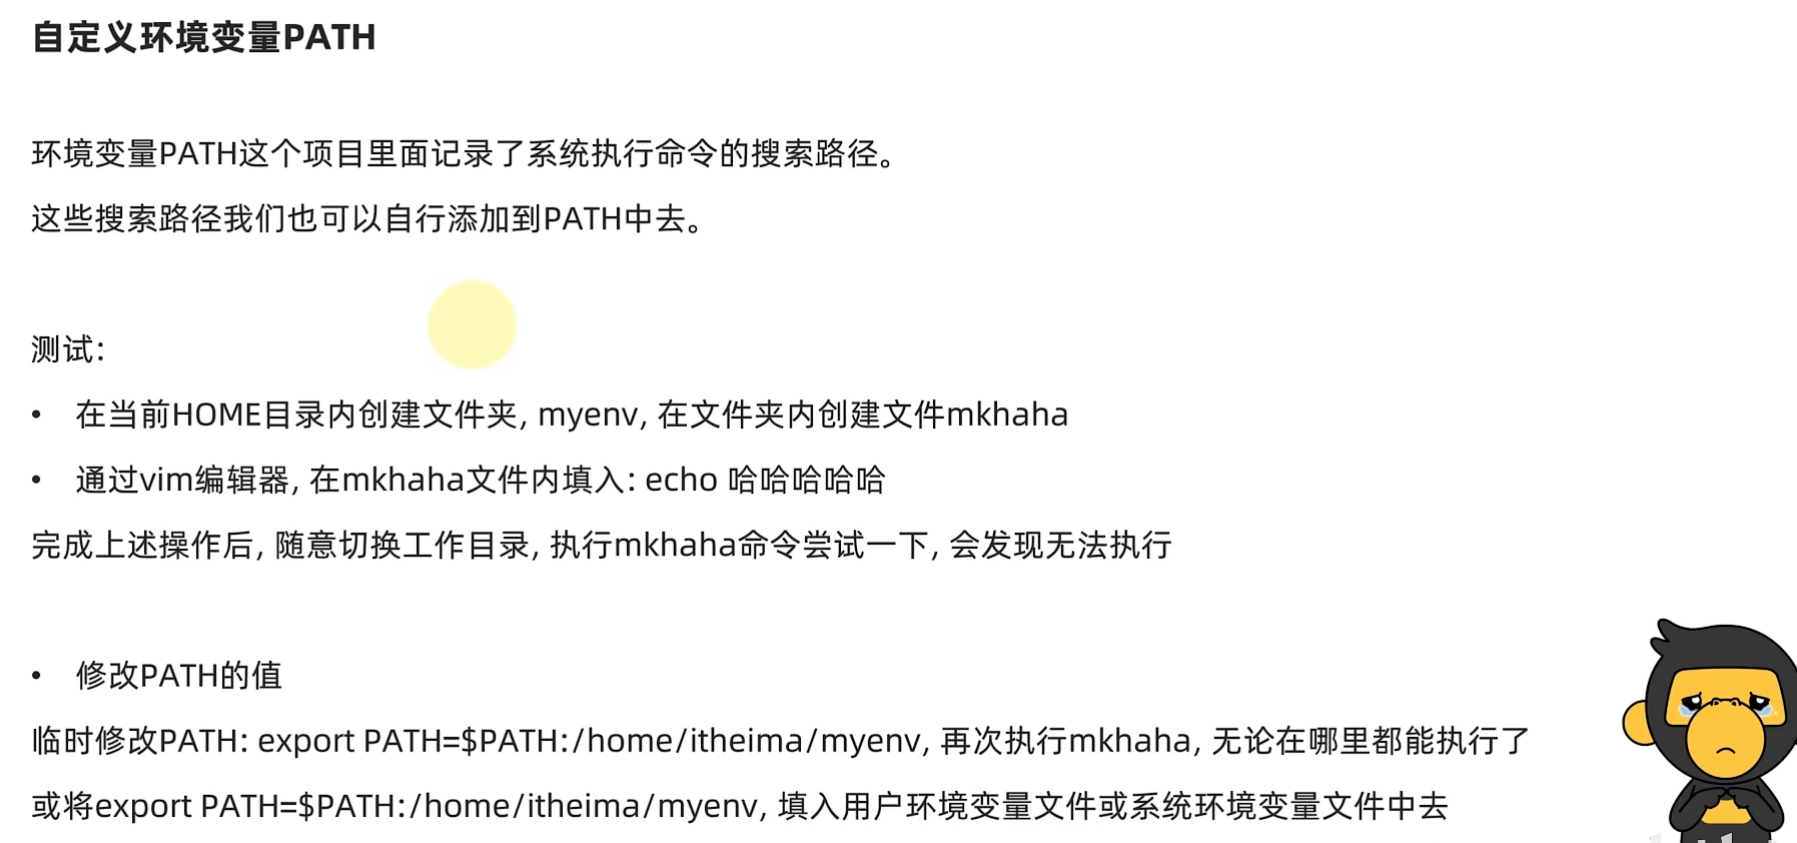 自定义环境变量PATH
环境变量PATH这个项目里面记录了系统执行命令的搜索路径。
这些搜索路径我们也可以自行添加到PATH中去。
测试:
• 在当前HOME目录内创建文件夹, myenv, 在文件夹内创建文件mkhaha
• 通过vim编辑器, 在mkhaha文件内填入: echo 哈哈哈哈哈
完成上述操作后, 随意切换工作目录, 执行mkhaha命令尝试一下, 会发现无法执行
• 修改PATH的值
临时修改PATH: export PATH=$PATH:/home/itheima/myenv, 再次执行mkhaha, 无论在哪里都能执行了
或将export PATH=$PATH:/home/itheima/myenv, 填入用户环境变量文件或系统环境变量文件中去